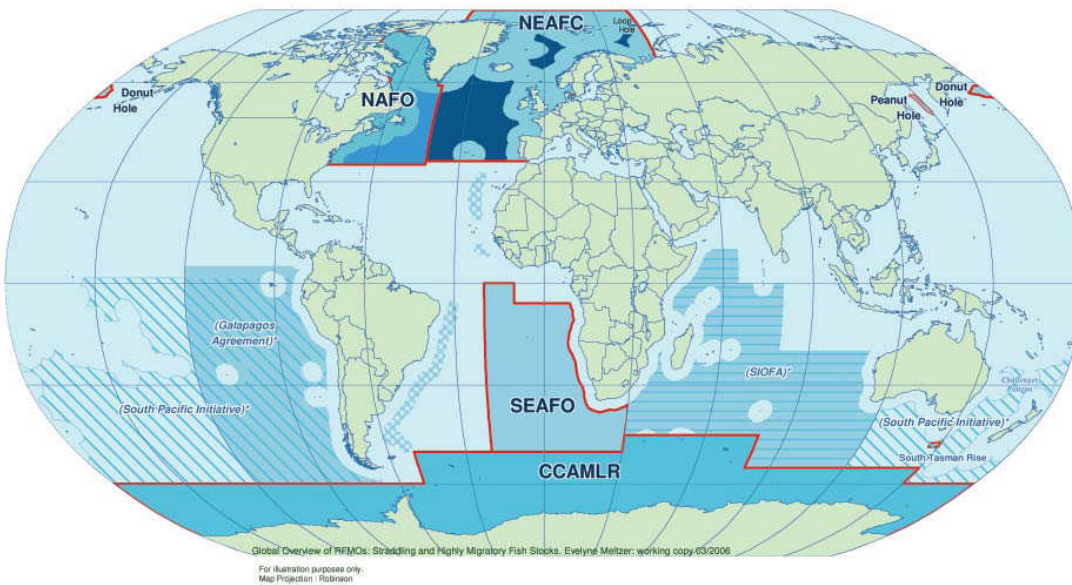 NEAFC
Loop
Hole
NAFO
Donut
Hole
Peanut
Hole
Donut
Hole
(Galapagos
Agreement)*
(South Pacific Initiative)*
SEAFO
(SIOFA)*
Challenger
Plateau
(South Pacific Initiative)*
South Tasman Rise
CCAMLR
Global Overview of RFMOs: Straddling and Highly Migratory Fish Stocks. Evelyne Meltzer: working copy 03/2006
For illustration purposes only.
Map Projection : Robinson